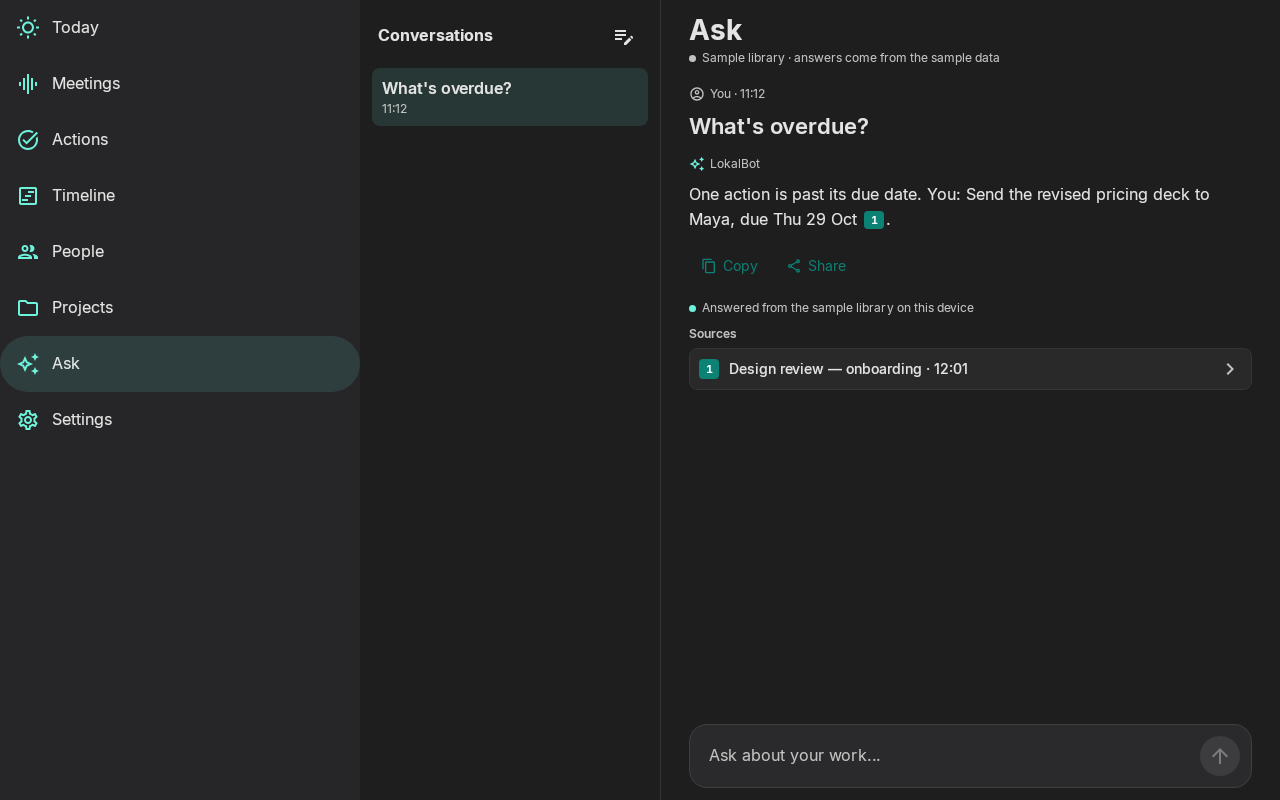 Today
Meetings
Actions
Timeline
People
Projects
Ask
Settings
Conversations
What's overdue?
11:12
Ask
Sample library · answers come from the sample data
You · 11:12
What's overdue?
LokalBot
One action is past its due date. You: Send the revised pricing deck to
Maya, due Thu 29 Oct 1.
Copy
Share
Answered from the sample library on this device
Sources
1 Design review — onboarding · 12:01
Ask about your work...